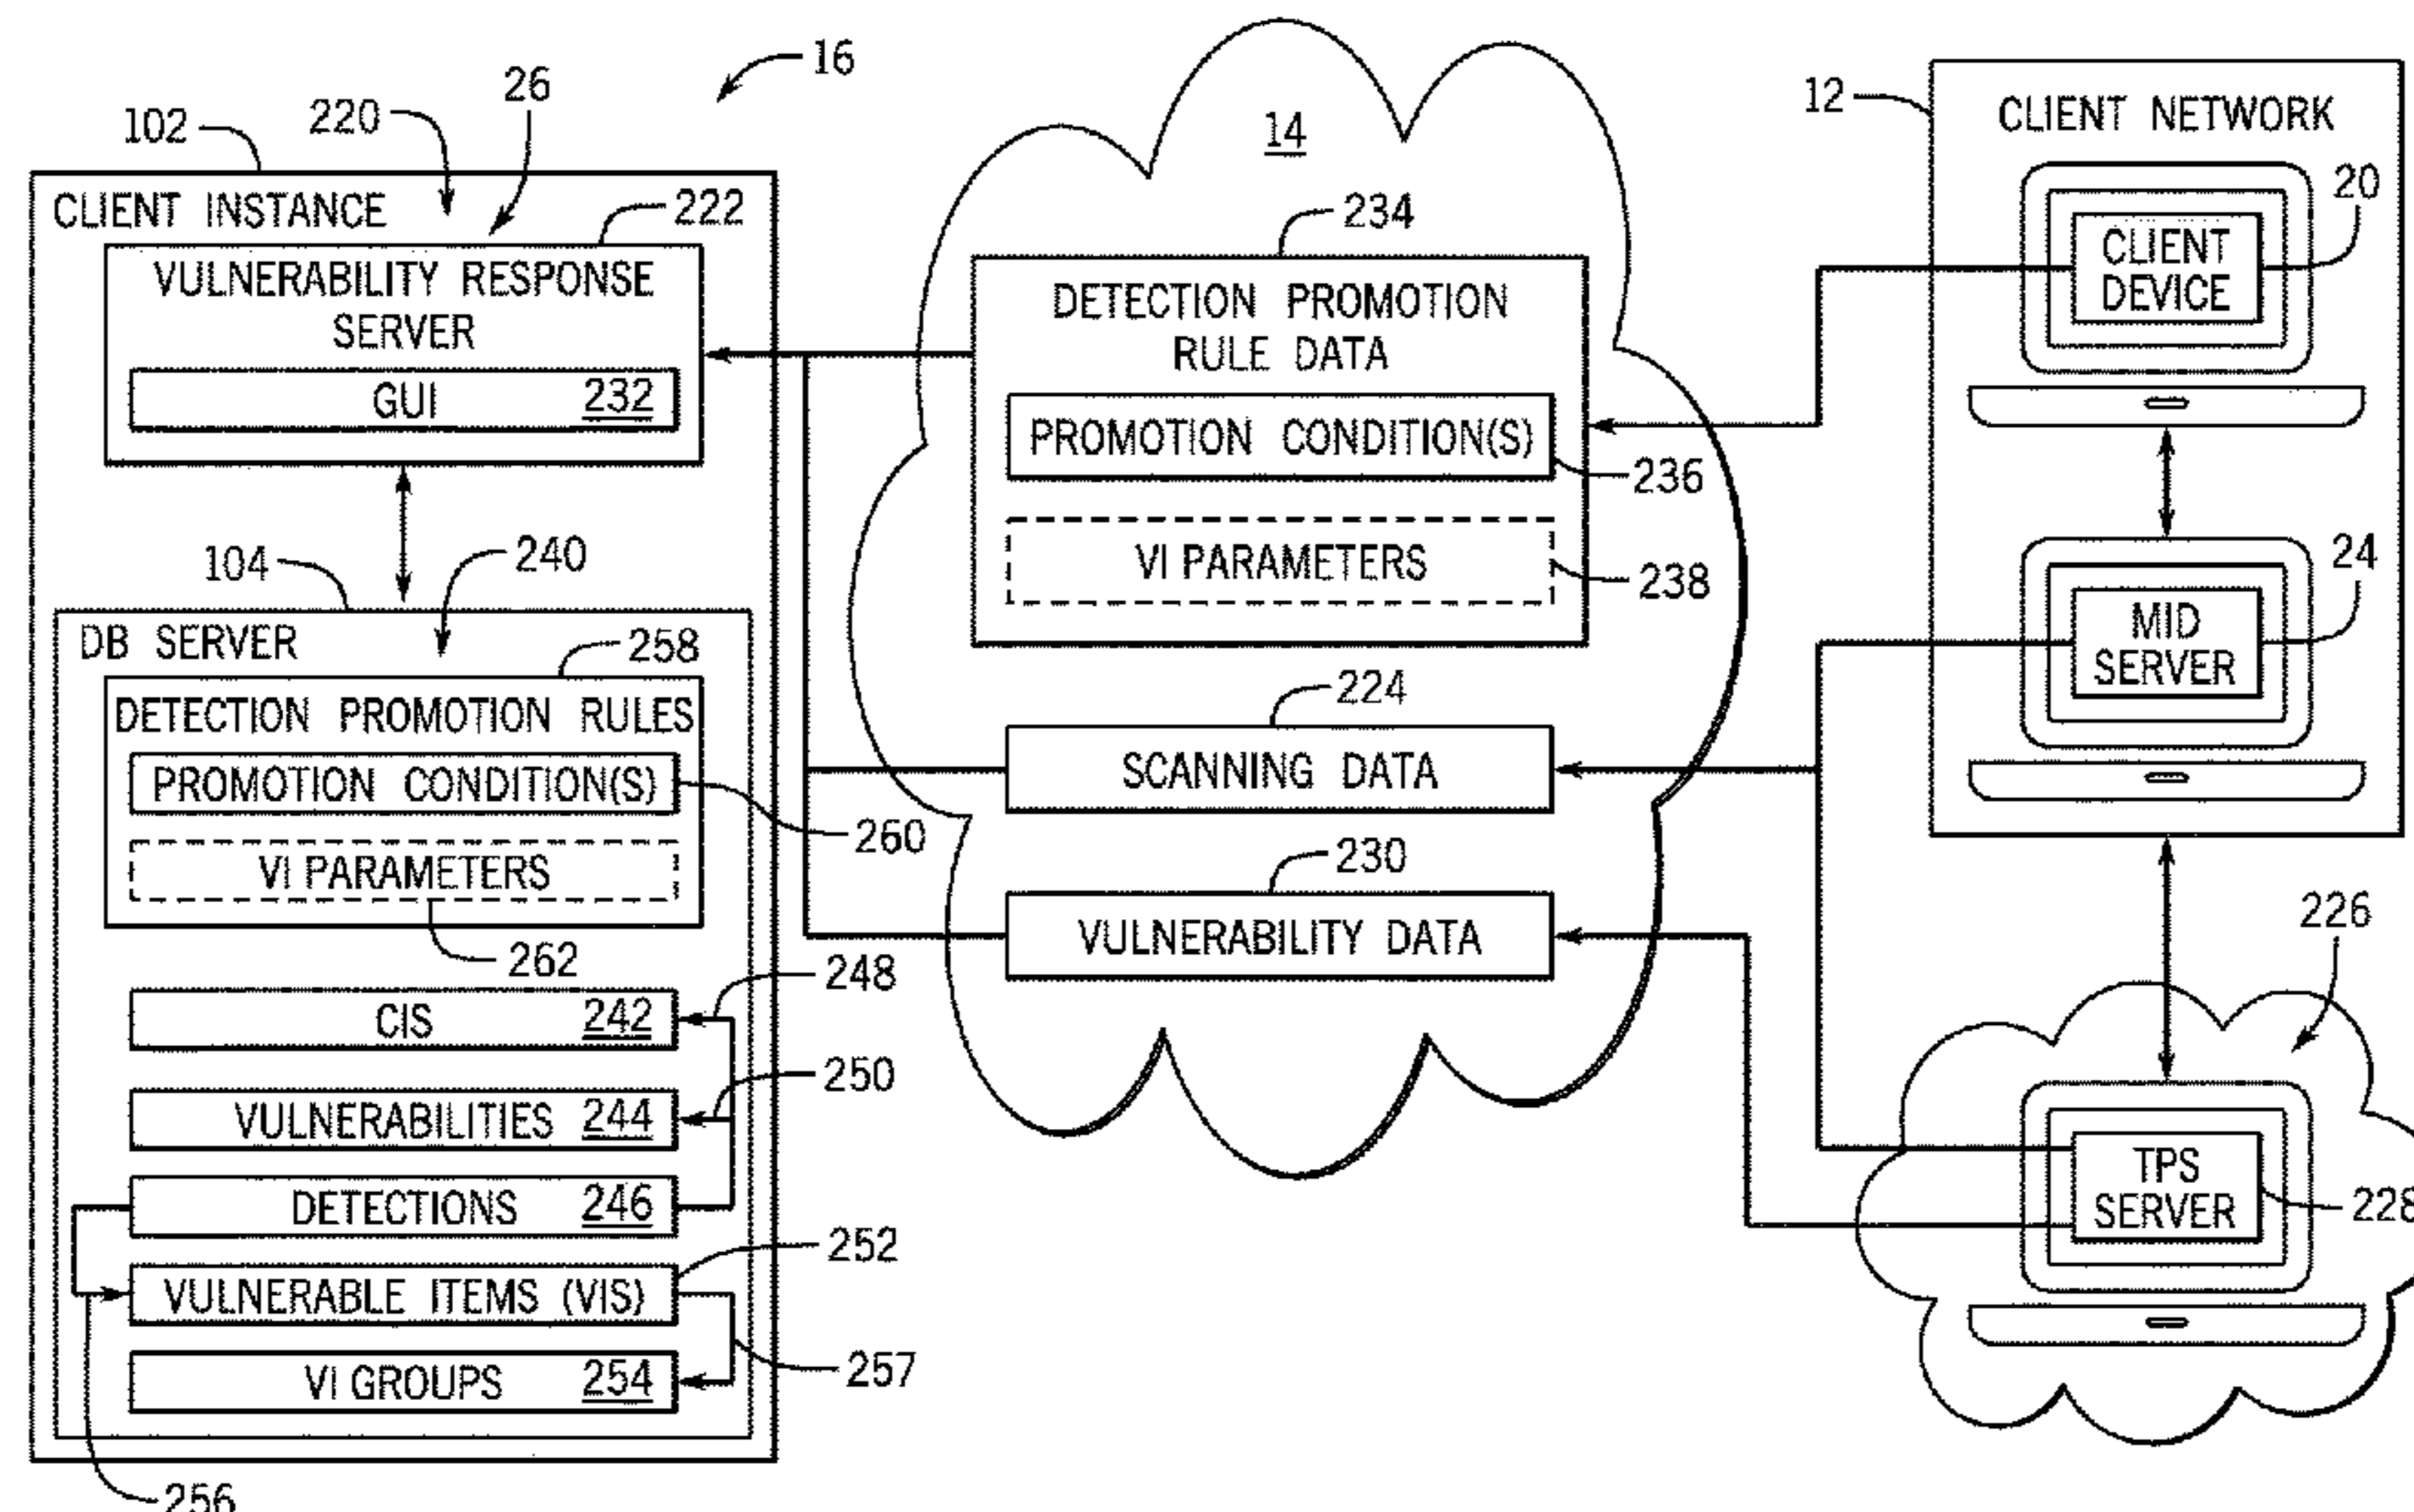 16
26
220
102
CLIENT INSTANCE
222
VULNERABILITY RESPONSE
SERVER
GUI 232
104
240
DB SERVER
258
DETECTION PROMOTION RULES
PROMOTION CONDITION(S)
260
VI PARAMETERS
262
248
CIS 242
250
VULNERABILITIES 244
DETECTIONS 246
252
VULNERABLE ITEMS (VIS)
257
VI GROUPS 254
256
14
234
DETECTION PROMOTION
RULE DATA
PROMOTION CONDITION(S)
236
VI PARAMETERS
238
224
SCANNING DATA
230
VULNERABILITY DATA
12
CLIENT NETWORK
20
CLIENT
DEVICE
24
MID
SERVER
226
TPS
SERVER
228